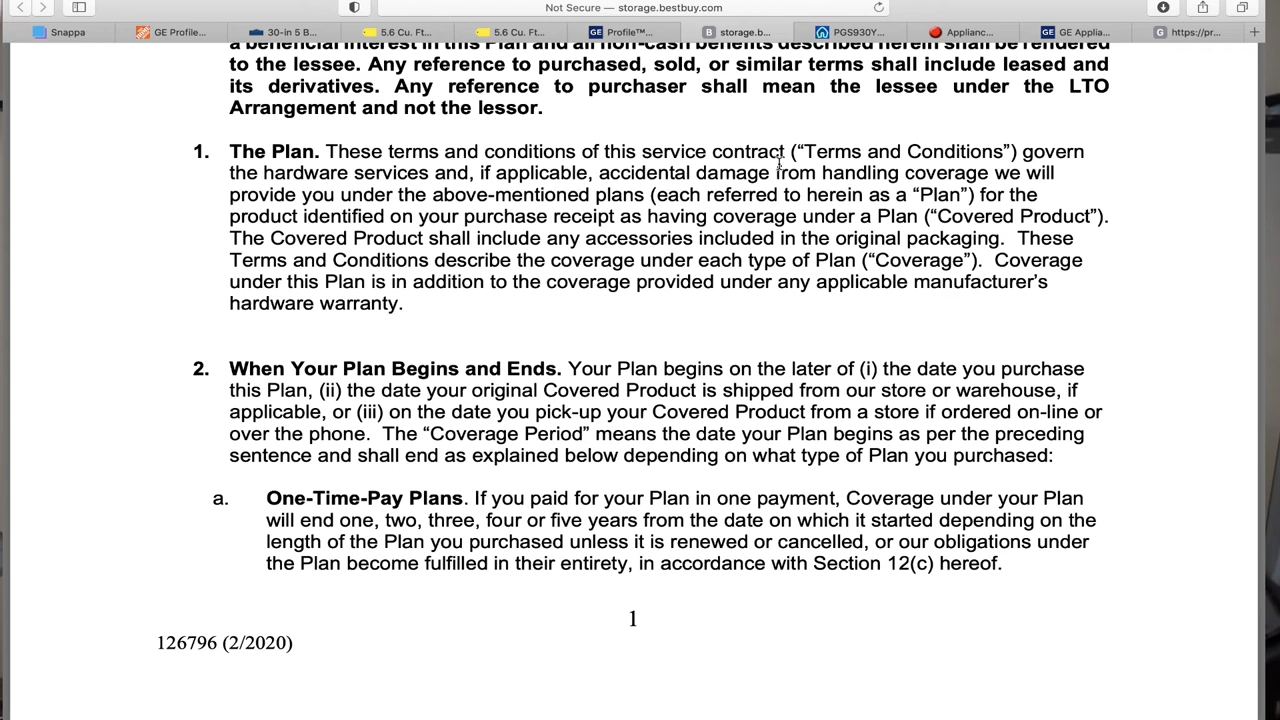 Not Secure — storage.bestbuy.com
Snappa
GE Profile...
30-in 5 B...
5.6 Cu. Ft...
5.6 Cu. Ft...
Profile™...
storage.b...
PGS930Y...
Applianc...
GE Applia...
https://pr...
a beneficial interest in this Plan and all non-cash benefits described herein shall be rendered
to the lessee. Any reference to purchased, sold, or similar terms shall include leased and
its derivatives. Any reference to purchaser shall mean the lessee under the LTO
Arrangement and not the lessor.
1. The Plan. These terms and conditions of this service contract (“Terms and Conditions”) govern
the hardware services and, if applicable, accidental damage from handling coverage we will
provide you under the above-mentioned plans (each referred to herein as a “Plan”) for the
product identified on your purchase receipt as having coverage under a Plan (“Covered Product”).
The Covered Product shall include any accessories included in the original packaging. These
Terms and Conditions describe the coverage under each type of Plan (“Coverage”). Coverage
under this Plan is in addition to the coverage provided under any applicable manufacturer’s
hardware warranty.
2. When Your Plan Begins and Ends. Your Plan begins on the later of (i) the date you purchase
this Plan, (ii) the date your original Covered Product is shipped from our store or warehouse, if
applicable, or (iii) on the date you pick-up your Covered Product from a store if ordered on-line or
over the phone. The “Coverage Period” means the date your Plan begins as per the preceding
sentence and shall end as explained below depending on what type of Plan you purchased:
a. One-Time-Pay Plans. If you paid for your Plan in one payment, Coverage under your Plan
will end one, two, three, four or five years from the date on which it started depending on the
length of the Plan you purchased unless it is renewed or cancelled, or our obligations under
the Plan become fulfilled in their entirety, in accordance with Section 12(c) hereof.
1
126796 (2/2020)